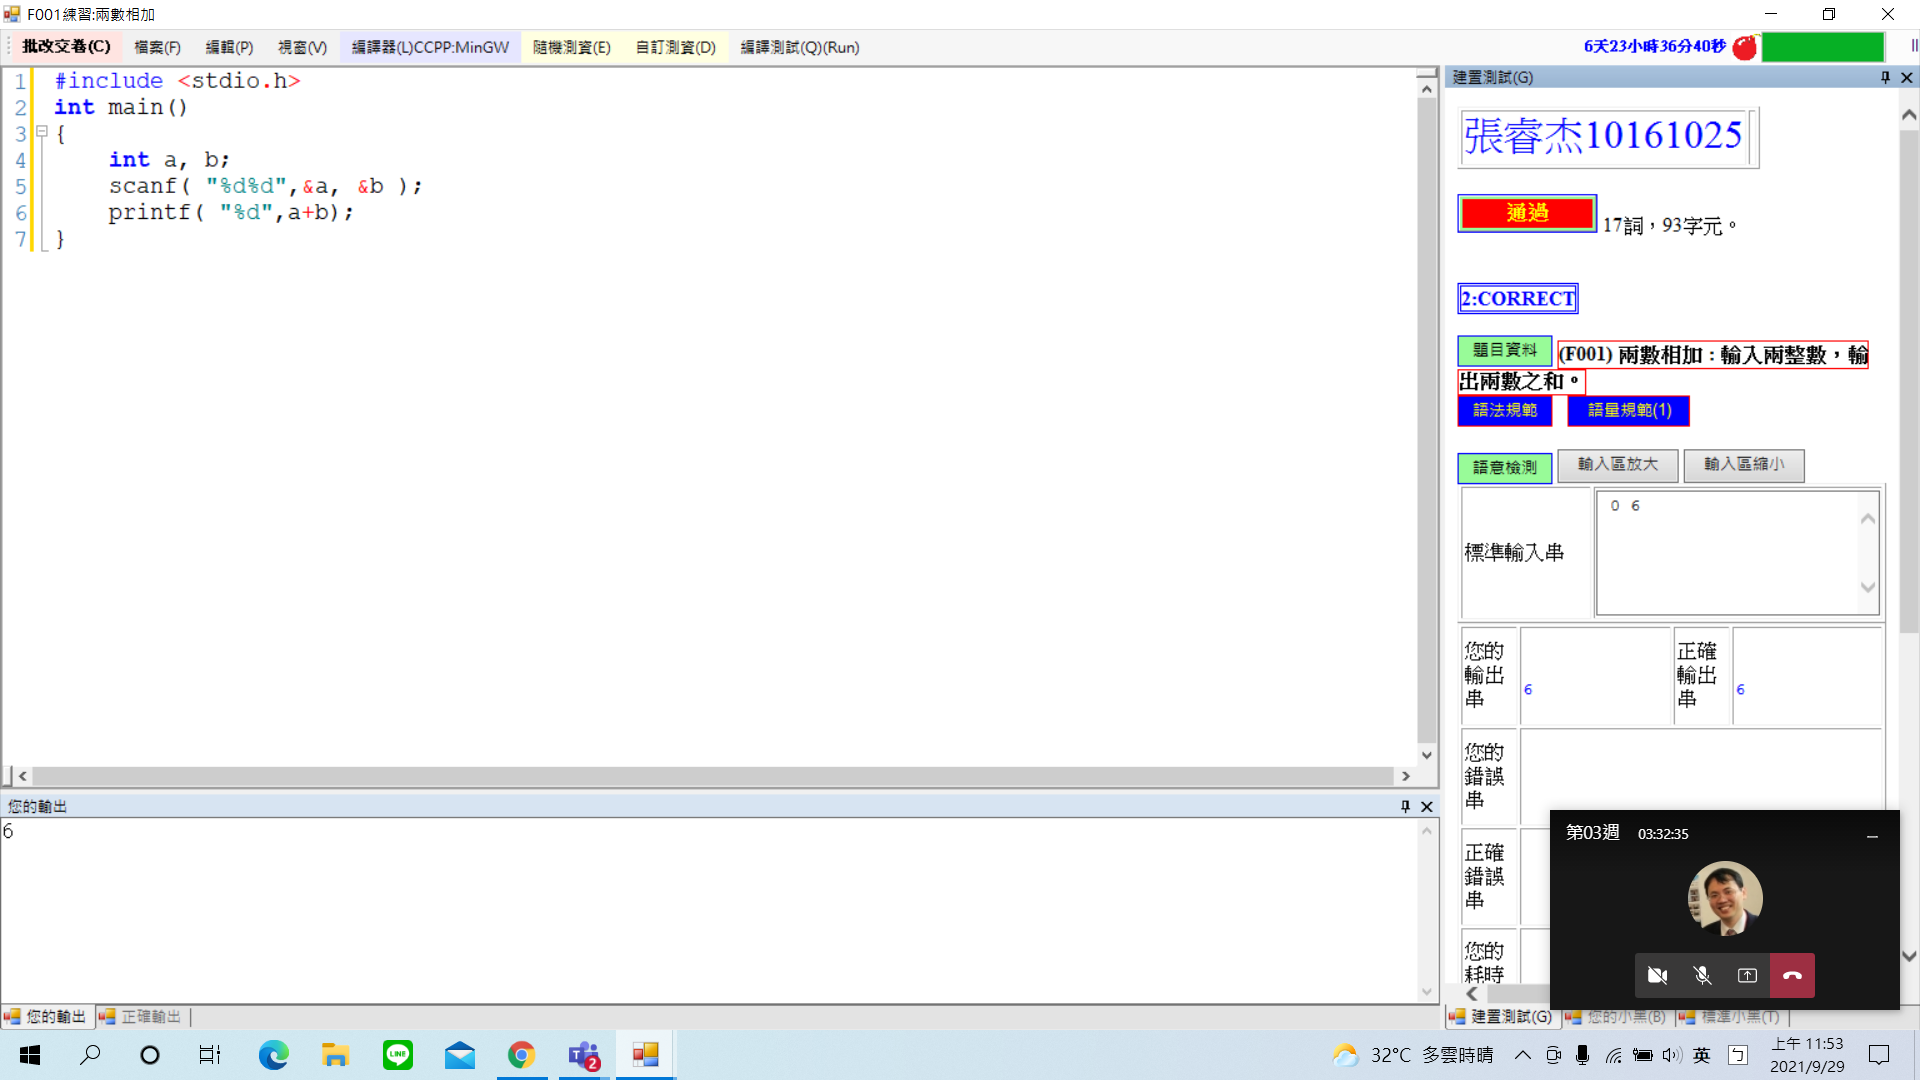 F001練習:兩數相加
批改交卷(C) 檔案(F) 編輯(P) 視窗(V) 編譯器(L)CCPP:MinGW 隨機測資(E) 自訂測資(D) 編譯測試(Q)(Run)
6天23小時36分40秒
1 #include <stdio.h>
2 int main()
3 {
4 int a, b;
5 scanf( "%d%d",&a, &b );
6 printf( "%d",a+b);
7 }
您的輸出
6
您的輸出 正確輸出
建置測試(G)
張睿杰10161025
通過 17詞，93字元。
2:CORRECT
題目資料 (F001) 兩數相加：輸入兩整數，輸
出兩數之和。
語法規範 語量規範(1)
語意檢測 輸入區放大 輸入區縮小
標準輸入串 0 6
您的
輸出
串
6
正確
輸出
串
6
您的
錯誤
串
正確
錯誤
串
您的
耗時
第03週 03:32:35
建置測試(G) 您的小黑(B) 標準小黑(T)
LINE
2
32°C 多雲時晴
英
ㄅ
上午 11:53
2021/9/29